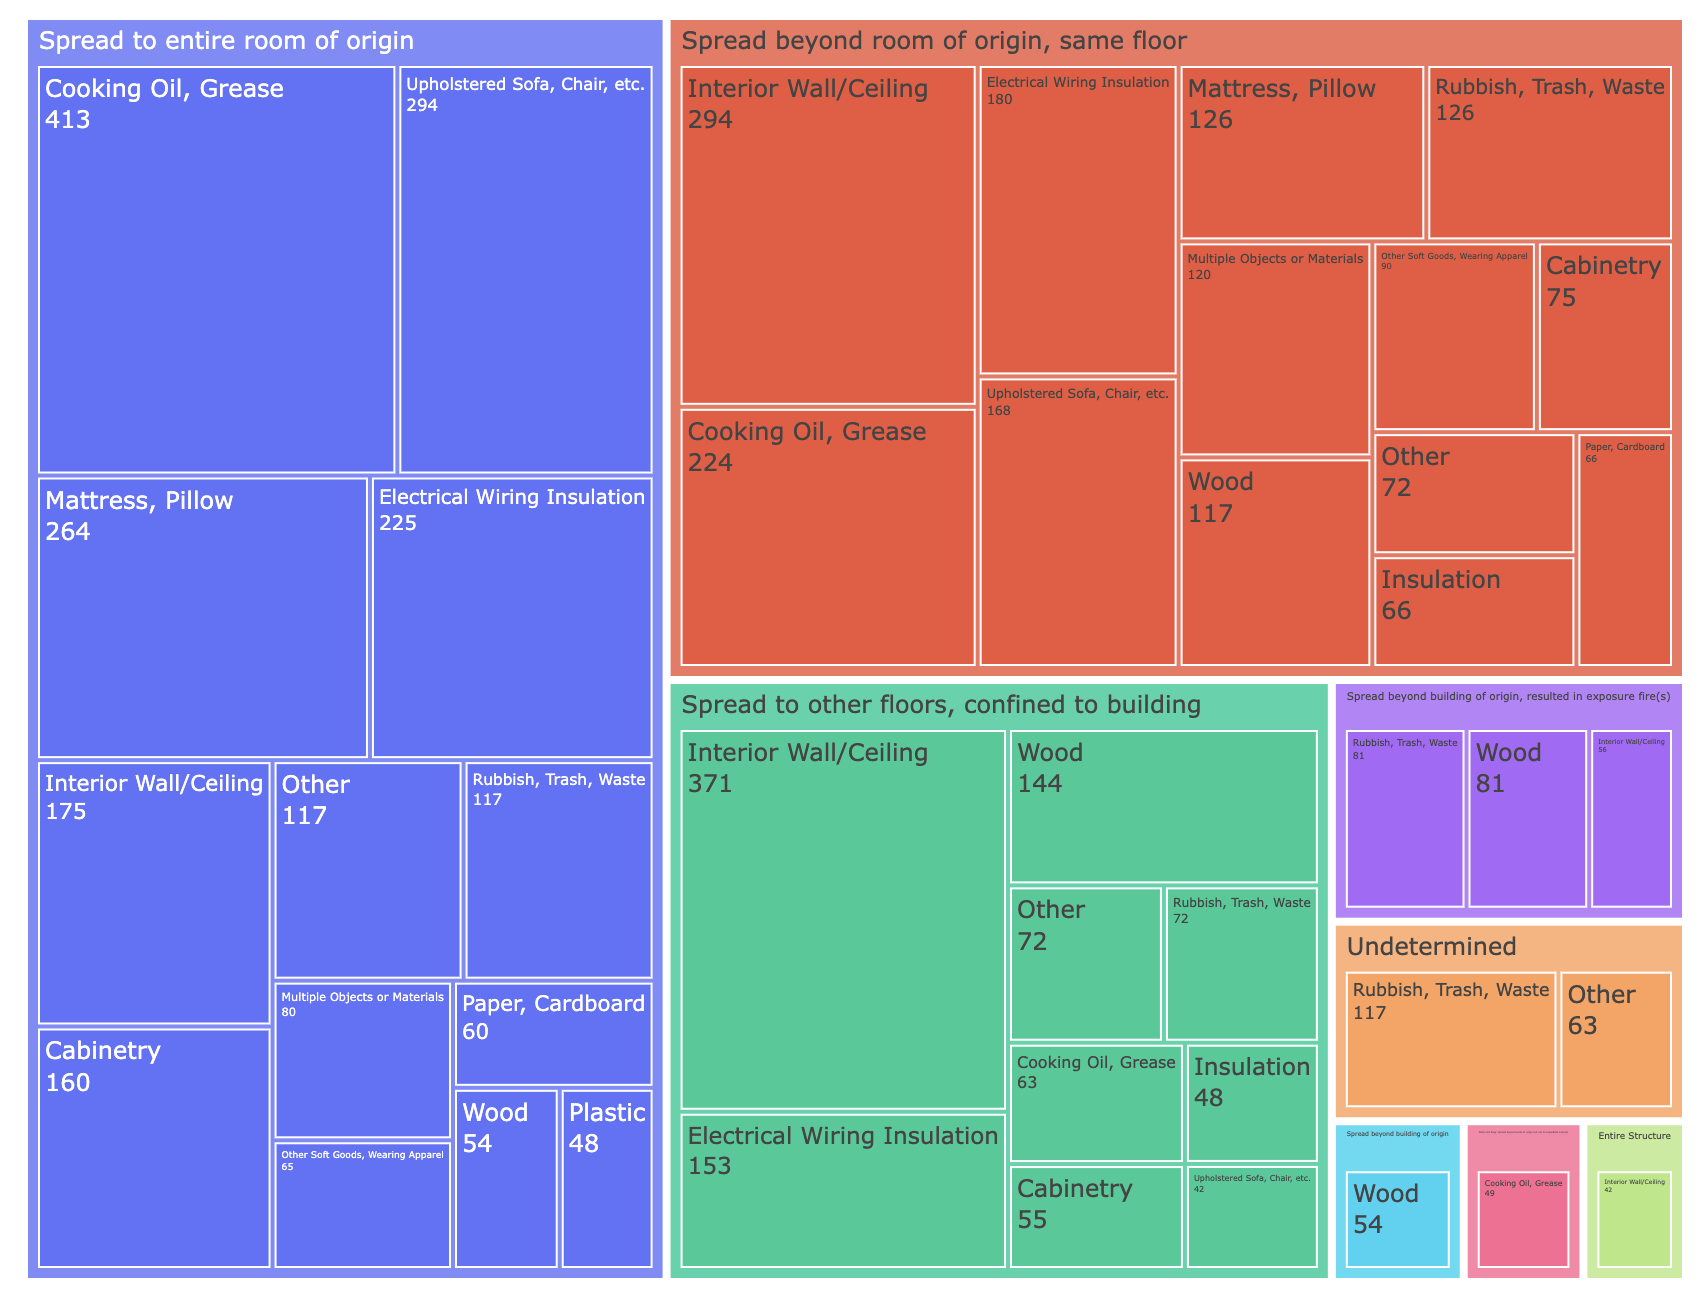 Spread to entire room of origin
Cooking Oil, Grease
413
Upholstered Sofa, Chair, etc.
294
Mattress, Pillow
264
Electrical Wiring Insulation
225
Interior Wall/Ceiling
175
Other
117
Rubbish, Trash, Waste
117
Cabinetry
160
Multiple Objects or Materials
80
Paper, Cardboard
60
Other Soft Goods, Wearing Apparel
65
Wood
54
Plastic
48
Spread beyond room of origin, same floor
Interior Wall/Ceiling
294
Electrical Wiring Insulation
180
Mattress, Pillow
126
Rubbish, Trash, Waste
126
Cooking Oil, Grease
224
Upholstered Sofa, Chair, etc.
168
Multiple Objects or Materials
120
Other Soft Goods, Wearing Apparel
90
Cabinetry
75
Wood
117
Other
72
Paper, Cardboard
66
Insulation
66
Spread to other floors, confined to building
Interior Wall/Ceiling
371
Wood
144
Other
72
Rubbish, Trash, Waste
72
Electrical Wiring Insulation
153
Cooking Oil, Grease
63
Insulation
48
Cabinetry
55
Upholstered Sofa, Chair, etc.
42
Spread beyond building of origin, resulted in exposure fire(s)
Rubbish, Trash, Waste
81
Wood
81
Interior Wall/Ceiling
56
Undetermined
Rubbish, Trash, Waste
117
Other
63
Spread beyond building of origin
Wood
54
Cooking Oil, Grease
49
Entire Structure
Interior Wall/Ceiling
42